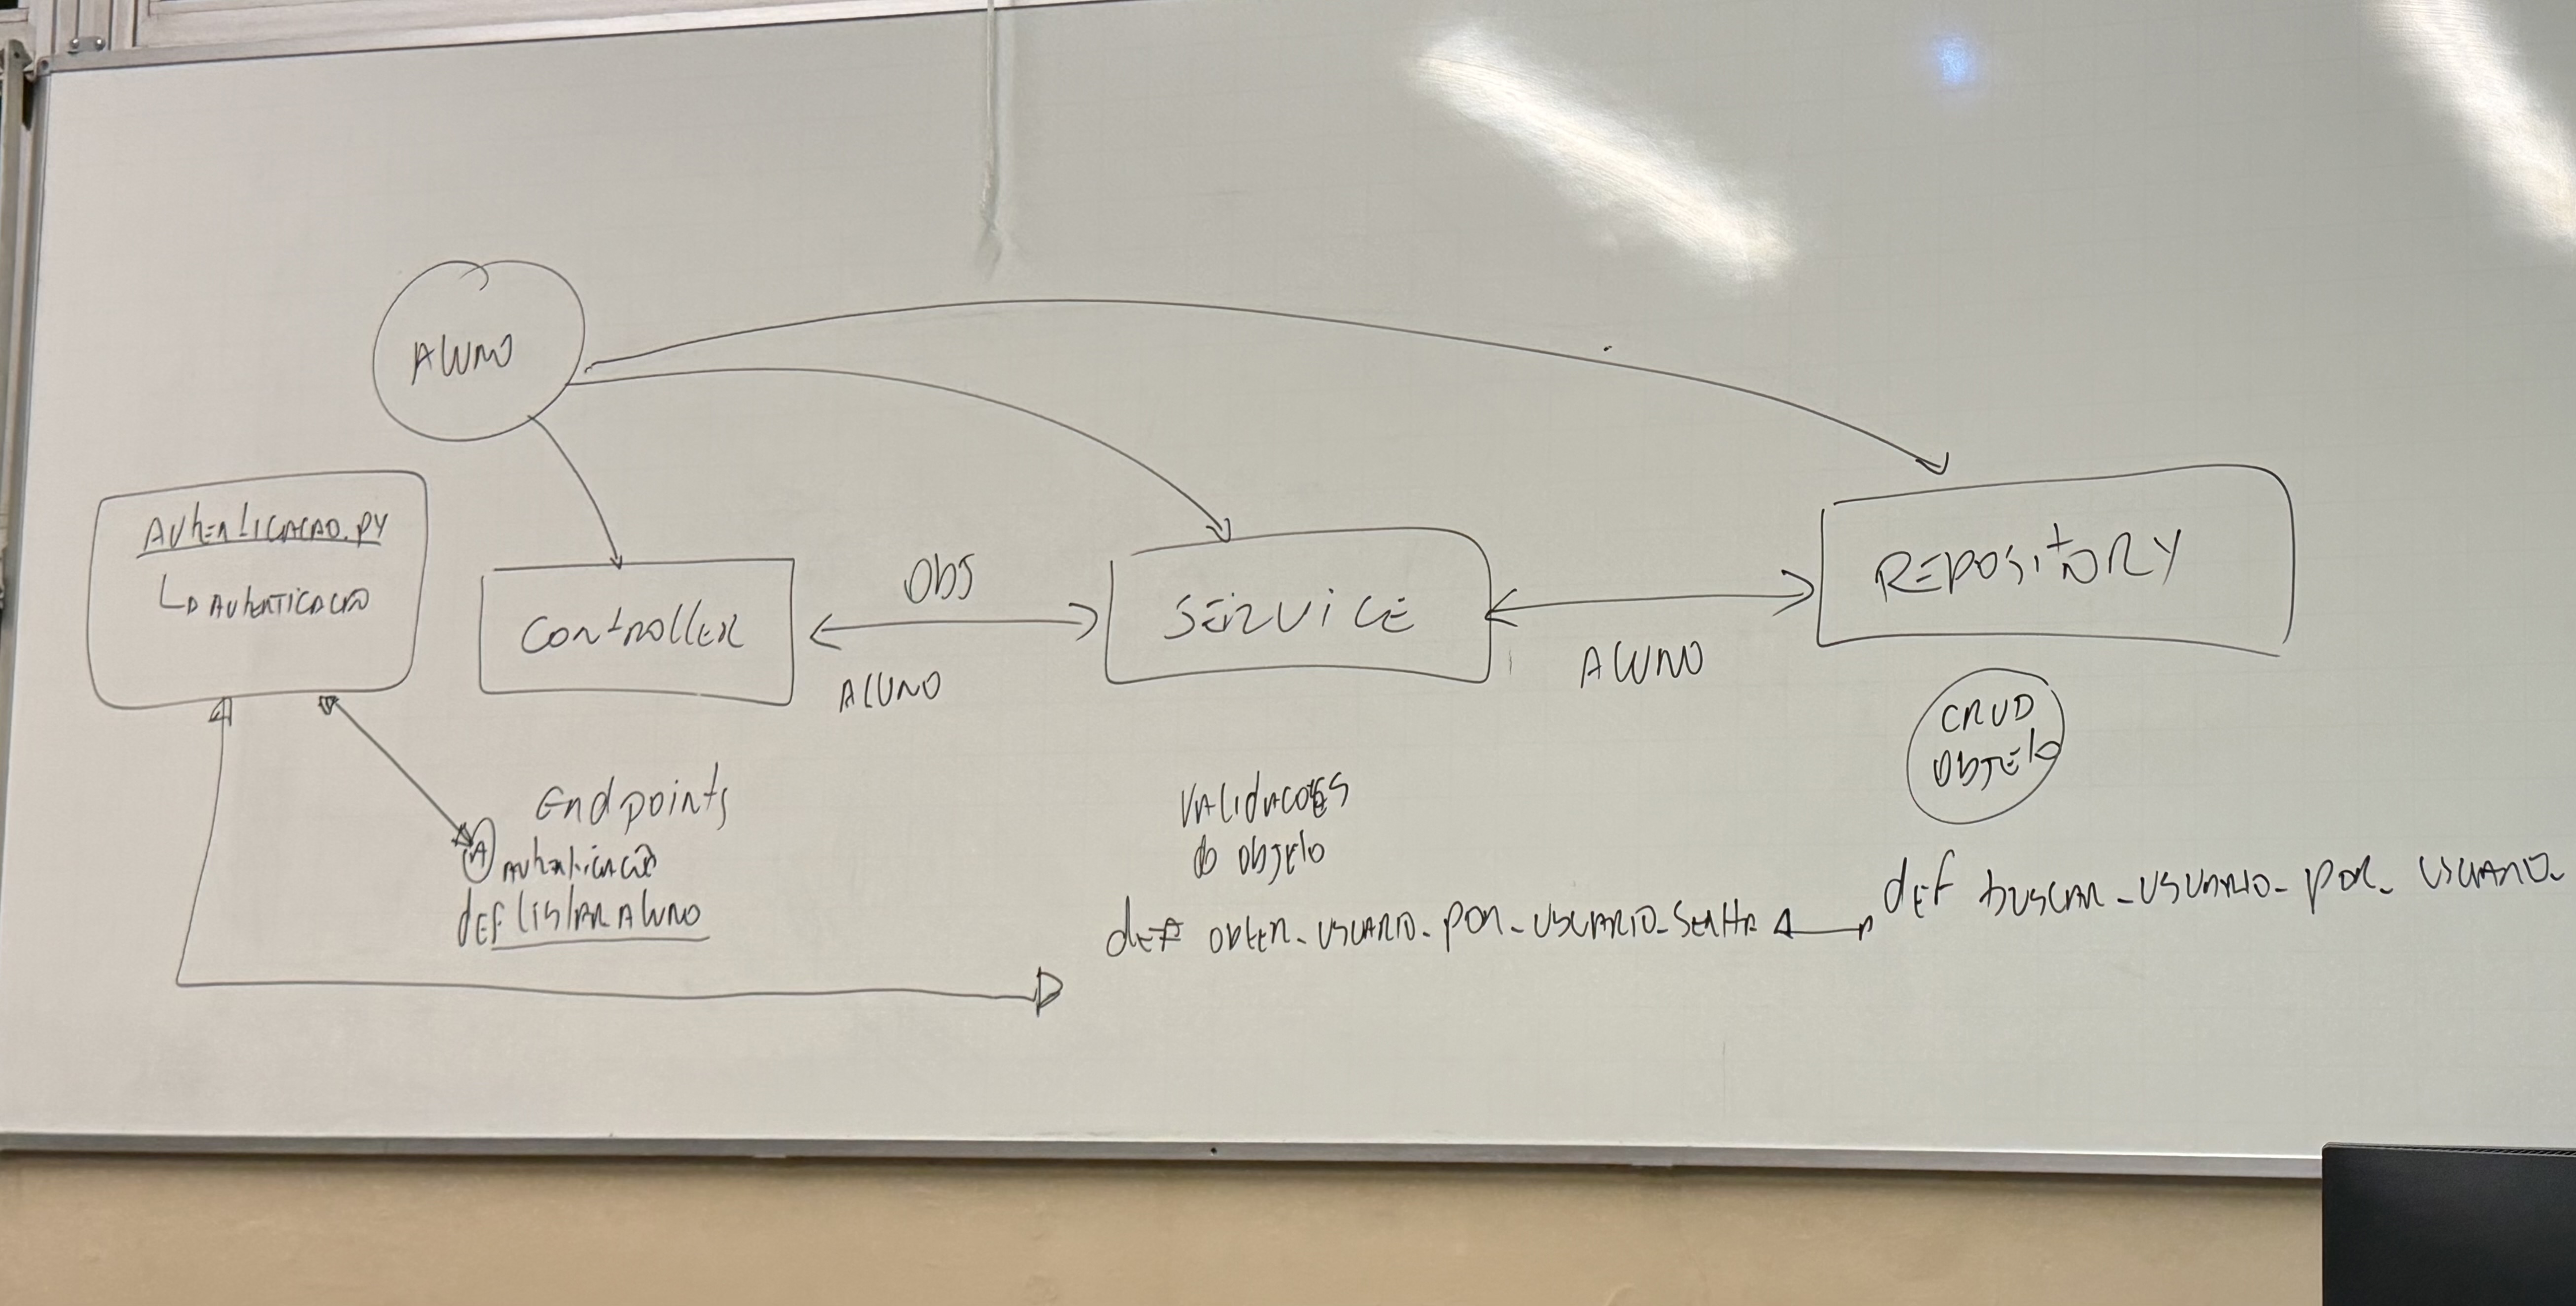 ALUNO
AUTENTICACAO.PY
AUTENTICACAO
CONTROLLER
OBJ
ALUNO
SERVICE
ALUNO
REPOSITORY
CRUD
OBJETO
Endpoints
@ AUTENTICACAO
def LISTAR ALUNO
VALIDACOES
do OBJETO
def OBTER_USUARIO_POR_USUARIO_SENHA
def BUSCAR_USUARIO_POR_USUARIO_